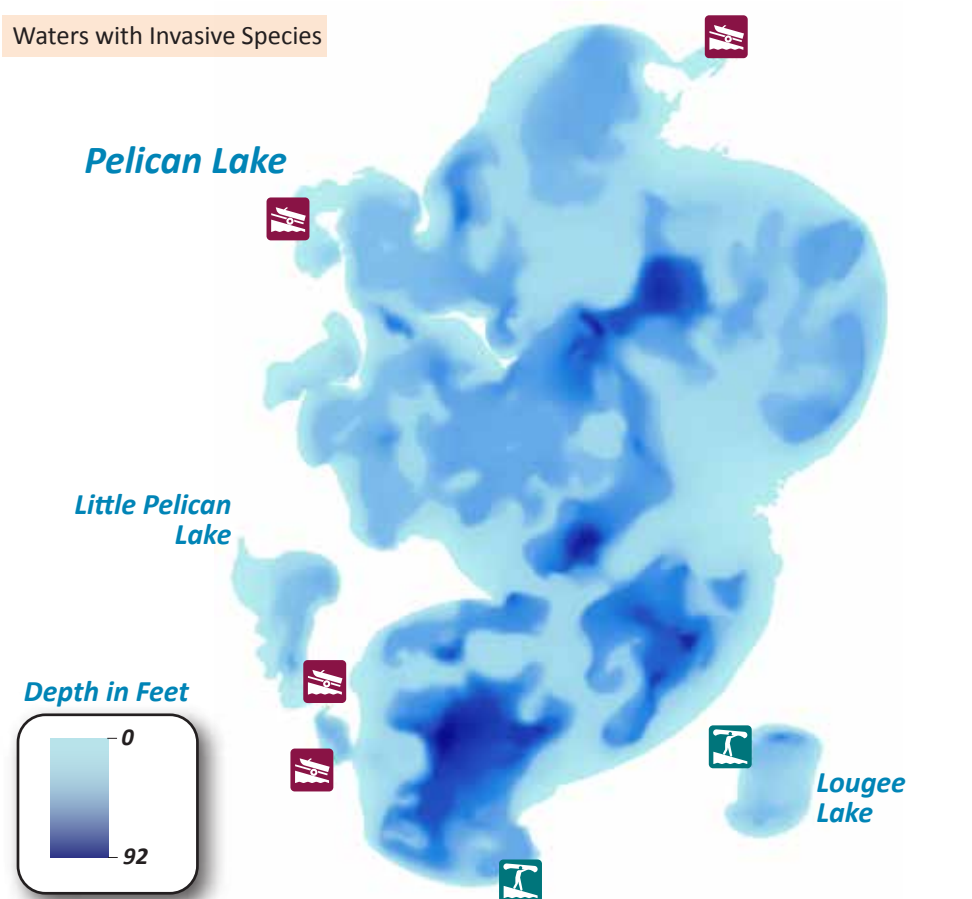 Waters with Invasive Species
Pelican Lake
Little Pelican
Lake
Depth in Feet
0
92
Lougee
Lake